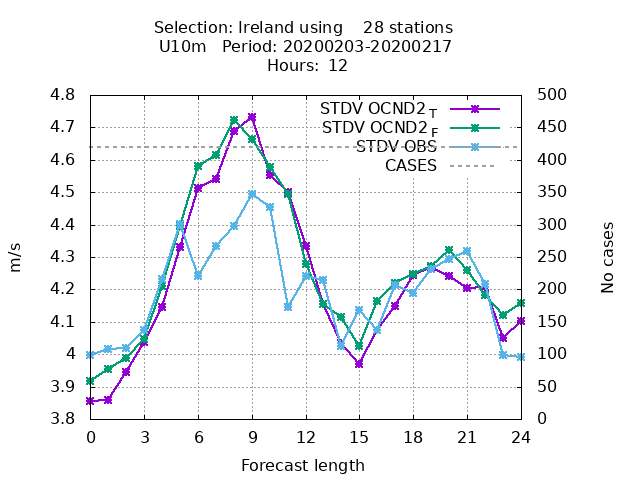 Selection: Ireland using    28 stations
U10m   Period: 20200203-20200217
Hours:  12
4.8
4.7
4.6
4.5
4.4
4.3
4.2
4.1
4
3.9
3.8
m/s
STDV OCND2 T
STDV OCND2 F
STDV OBS
CASES
500
450
400
350
300
250
200
150
100
50
0
No cases
0 3 6 9 12 15 18 21 24
Forecast length